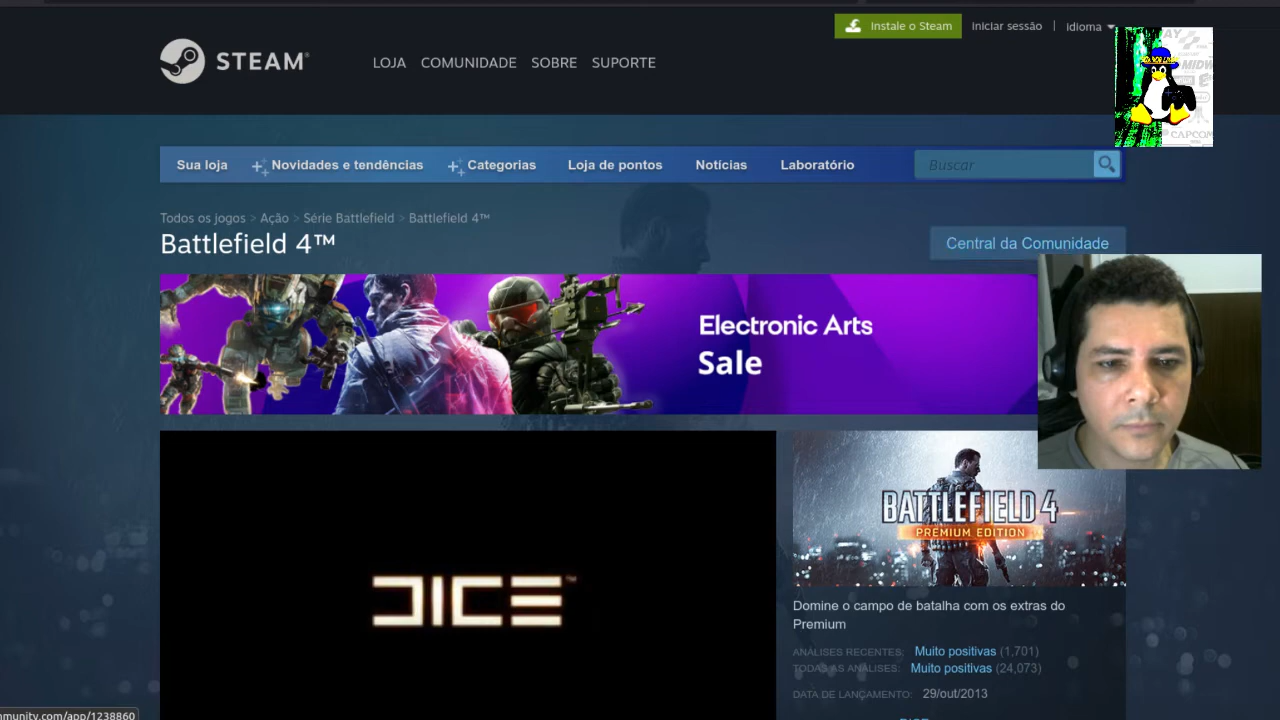 Instale o Steam
iniciar sessão | idioma
STEAM®
LOJA COMUNIDADE SOBRE SUPORTE
MIDW
CAPCOM
Sua loja Novidades e tendências Categorias Loja de pontos Notícias Laboratório
Buscar
Todos os jogos > Ação > Série Battlefield > Battlefield 4™
Battlefield 4™
Central da Comunidade
Electronic Arts
Sale
DICE™
BATTLEFIELD 4
PREMIUM EDITION
Domine o campo de batalha com os extras do
Premium
ANÁLISES RECENTES: Muito positivas (1,701)
TODAS AS ANÁLISES: Muito positivas (24,073)
DATA DE LANÇAMENTO: 29/out/2013
mmunity.com/app/1238860